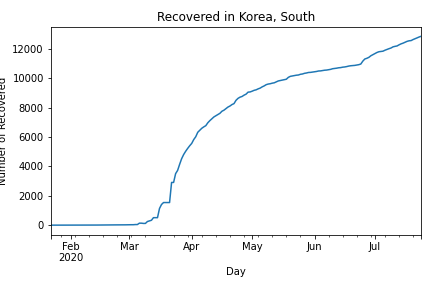 Recovered in Korea, South
Number of Recovered
12000
10000
8000
6000
4000
2000
0
Feb Mar Apr May Jun Jul
2020
Day